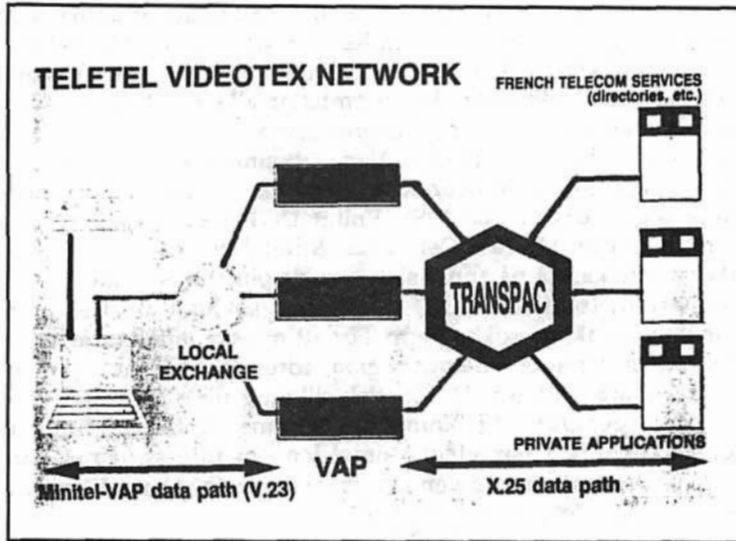 TELETEL VIDEOTEX NETWORK
FRENCH TELECOM SERVICES
(directories, etc.)
TRANSPAC
LOCAL
EXCHANGE
VAP
PRIVATE APPLICATIONS
Minitel-VAP data path (V.23)
X.25 data path